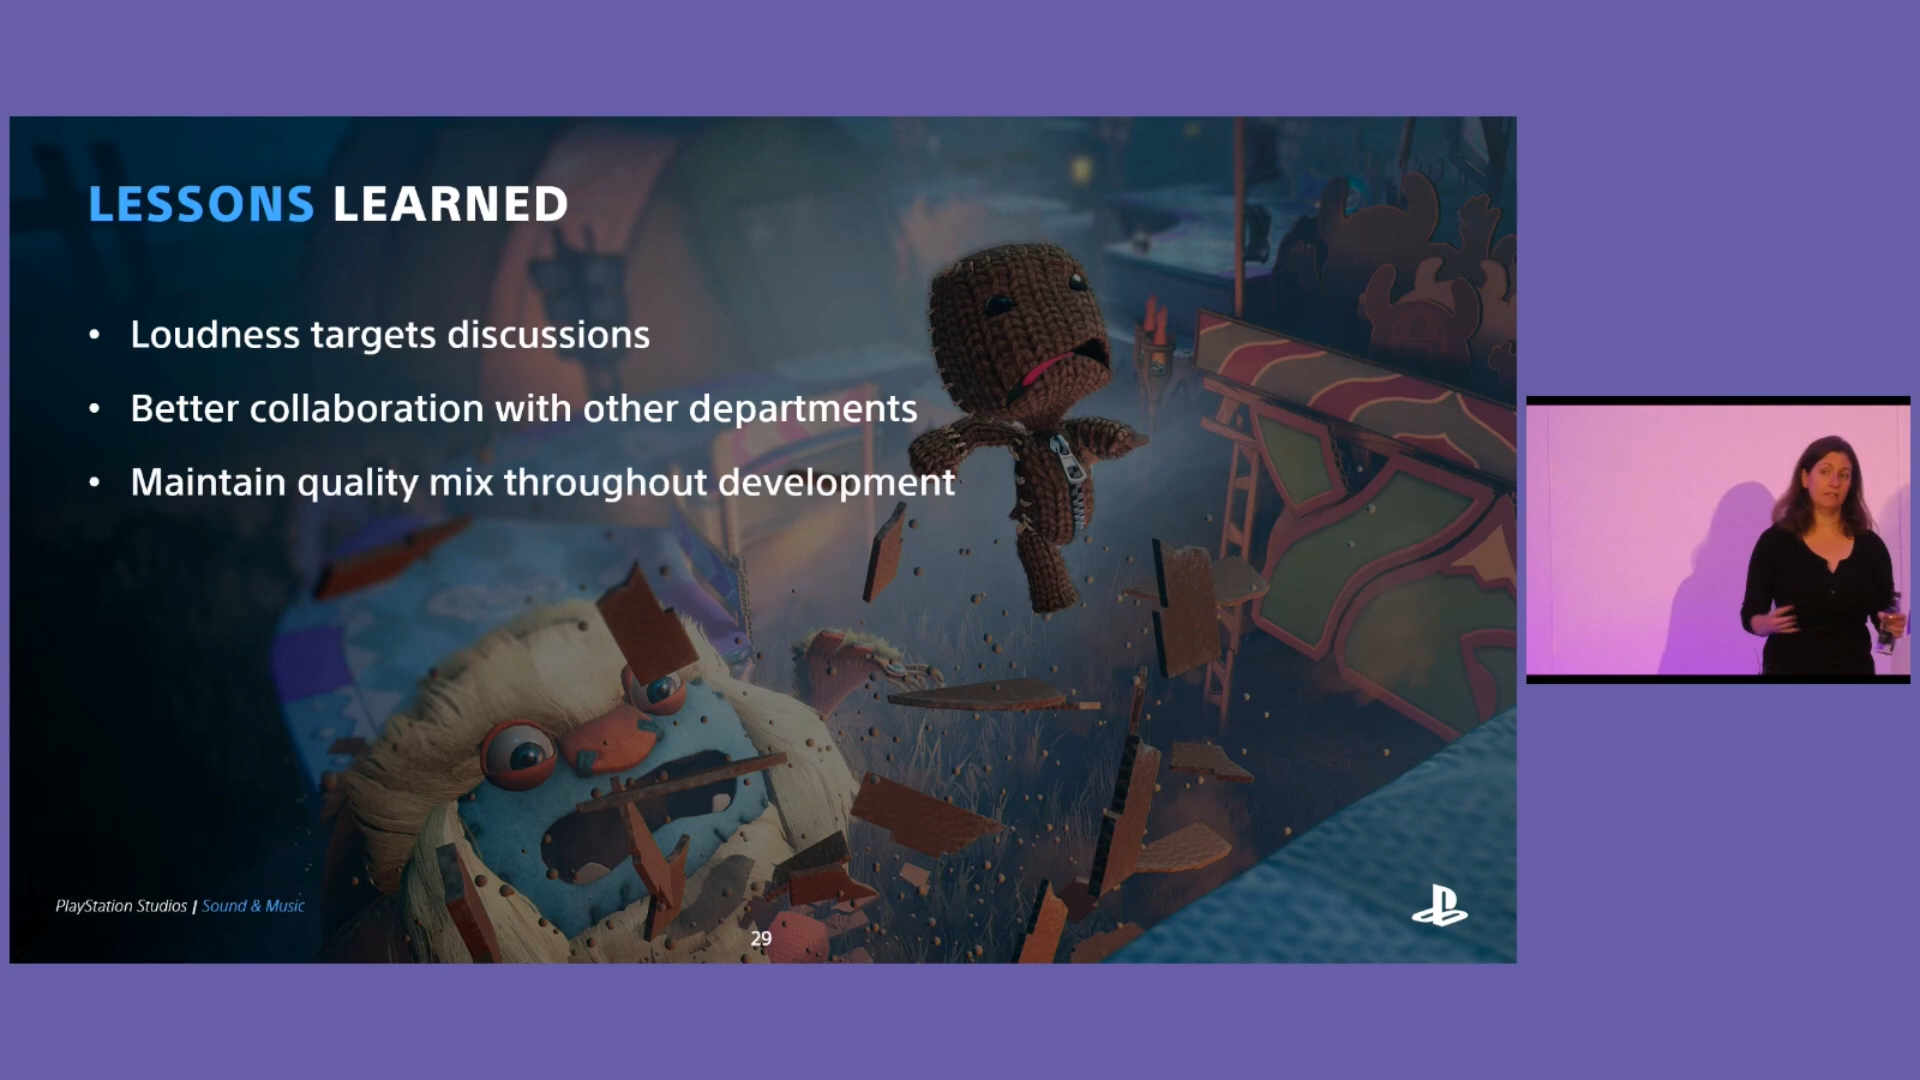 LESSONS LEARNED
• Loudness targets discussions
• Better collaboration with other departments
• Maintain quality mix throughout development
PlayStation Studios | Sound & Music
29